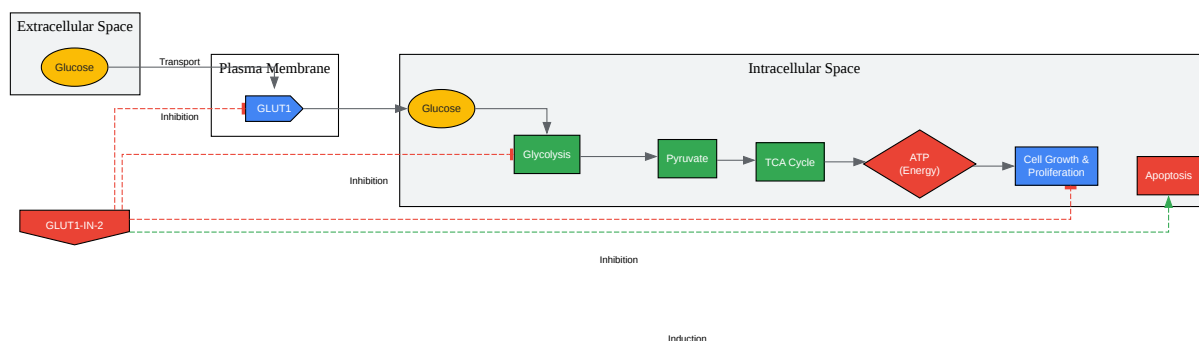 Extracellular Space
Glucose
Transport
Plasma Membrane
GLUT1
Inhibition
Intracellular Space
Glucose
Glycolysis
Pyruvate
TCA Cycle
ATP
(Energy)
Cell Growth &
Proliferation
Apoptosis
Inhibition
GLUT1-IN-2
Inhibition
Induction